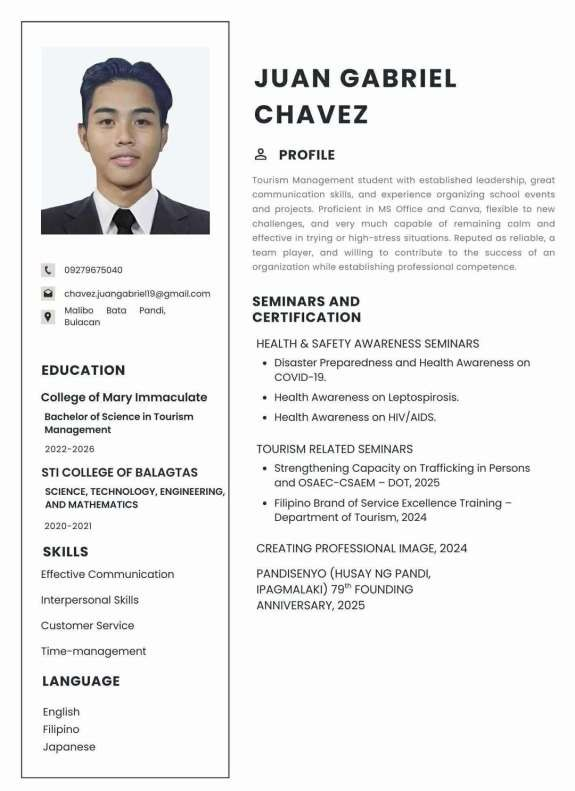 JUAN GABRIEL
CHAVEZ
PROFILE
Tourism Management student with established leadership, great
communication skills, and experience organizing school events
and projects. Proficient in MS Office and Canva, flexible to new
challenges, and very much capable of remaining calm and
effective in trying or high-stress situations. Reputed as reliable, a
team player, and willing to contribute to the success of an
organization while establishing professional competence.
09279675040
chavez.juangabriel19@gmail.com
Malibo Bata Pandi,
Bulacan
EDUCATION
College of Mary Immaculate
Bachelor of Science in Tourism
Management
2022-2026
STI COLLEGE OF BALAGTAS
SCIENCE, TECHNOLOGY, ENGINEERING,
AND MATHEMATICS
2020-2021
SKILLS
Effective Communication
Interpersonal Skills
Customer Service
Time-management
LANGUAGE
English
Filipino
Japanese
SEMINARS AND
CERTIFICATION
HEALTH & SAFETY AWARENESS SEMINARS
• Disaster Preparedness and Health Awareness on
COVID-19.
• Health Awareness on Leptospirosis.
• Health Awareness on HIV/AIDS.
TOURISM RELATED SEMINARS
• Strengthening Capacity on Trafficking in Persons
and OSAEC-CSAEM – DOT, 2025
• Filipino Brand of Service Excellence Training –
Department of Tourism, 2024
CREATING PROFESSIONAL IMAGE, 2024
PANDISENYO (HUSAY NG PANDI,
IPAGMALAKI) 79th FOUNDING
ANNIVERSARY, 2025